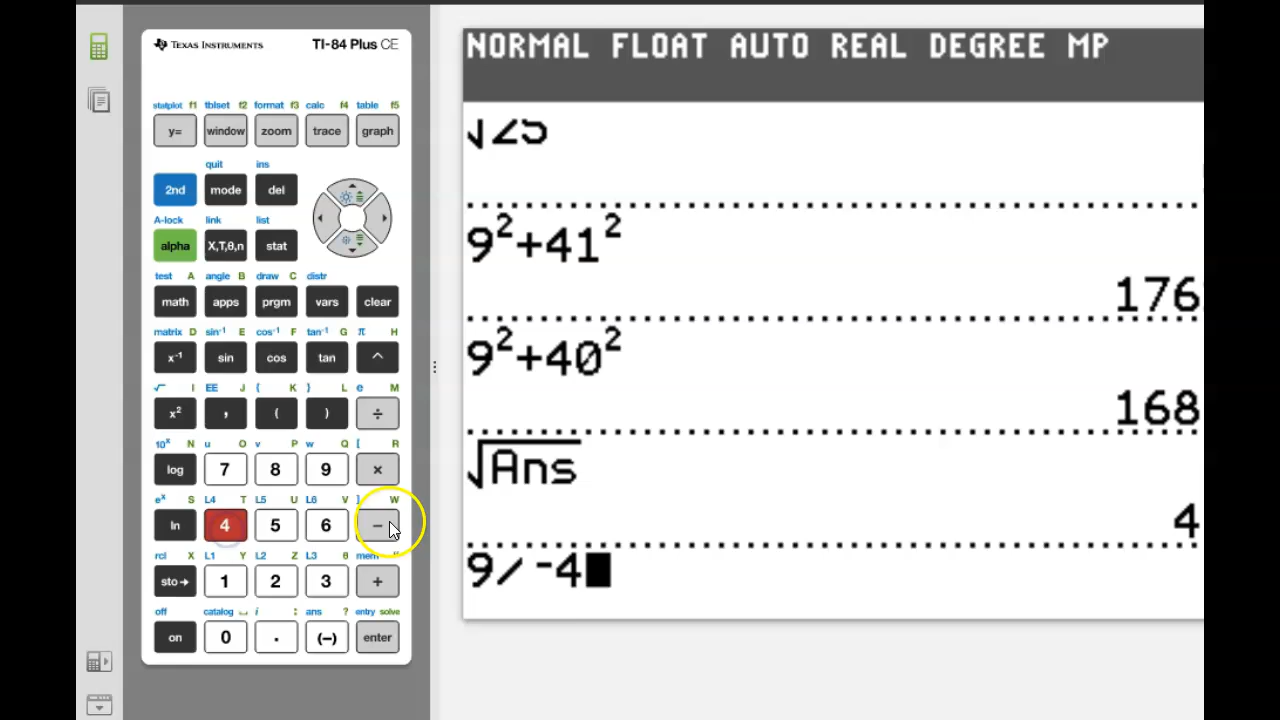 TEXAS INSTRUMENTS TI-84 Plus CE
statplot f1 tblset f2 format f3 calc f4 table f5
y= window zoom trace graph
quit ins
2nd mode del
A-lock link list
alpha X,T,θ,n stat
test A angle B draw C distr
math apps prgm vars clear
matrix D sin⁻¹ E cos⁻¹ F tan⁻¹ G π H
x⁻¹ sin cos tan ^
√ I EE J { K } L e M
x² , ( ) ÷
10ˣ N u O v P w Q [ R
log 7 8 9 ×
eˣ S L4 T L5 U L6 V ] W
ln 4 5 6 −
rcl X L1 Y L2 Z L3 θ mem "
sto→ 1 2 3 +
off catalog i : ans ? entry solve
on 0 . (−) enter
NORMAL FLOAT AUTO REAL DEGREE MP
√25
9²+41²
176
9²+40²
168
√Ans
4
9/-4